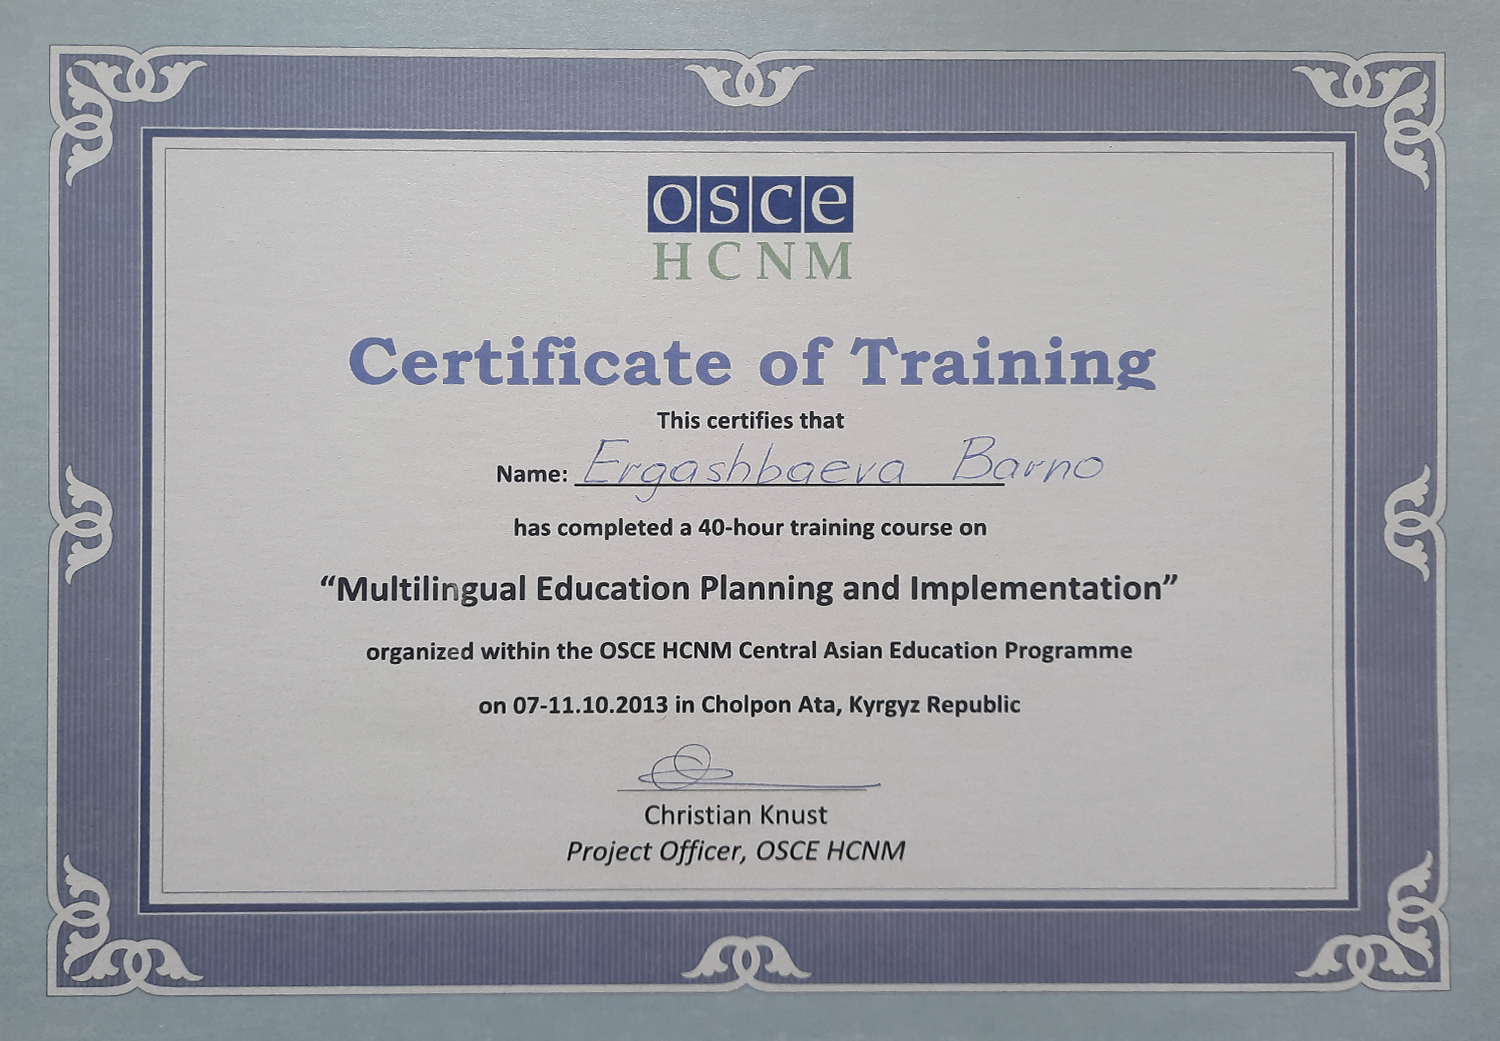 osce
HCNM
Certificate of Training
This certifies that
Name: Ergashbaeva Barno
has completed a 40-hour training course on
“Multilingual Education Planning and Implementation”
organized within the OSCE HCNM Central Asian Education Programme
on 07-11.10.2013 in Cholpon Ata, Kyrgyz Republic
Christian Knust
Project Officer, OSCE HCNM